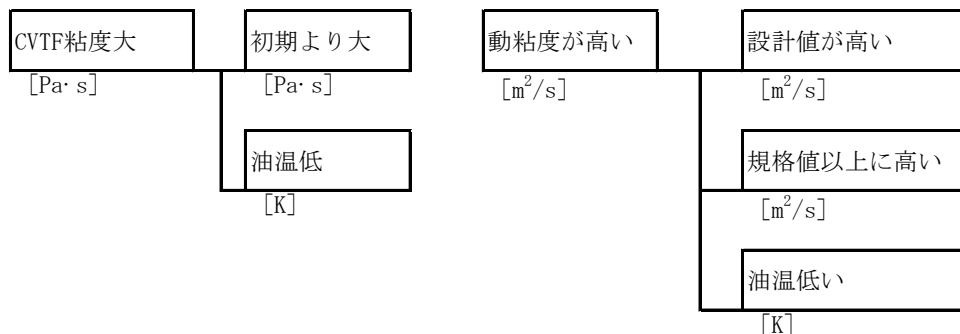 CVTF粘度大
[Pa·s]
初期より大
[Pa·s]
油温低
[K]
動粘度が高い
[m²/s]
設計値が高い
[m²/s]
規格値以上に高い
[m²/s]
油温低い
[K]